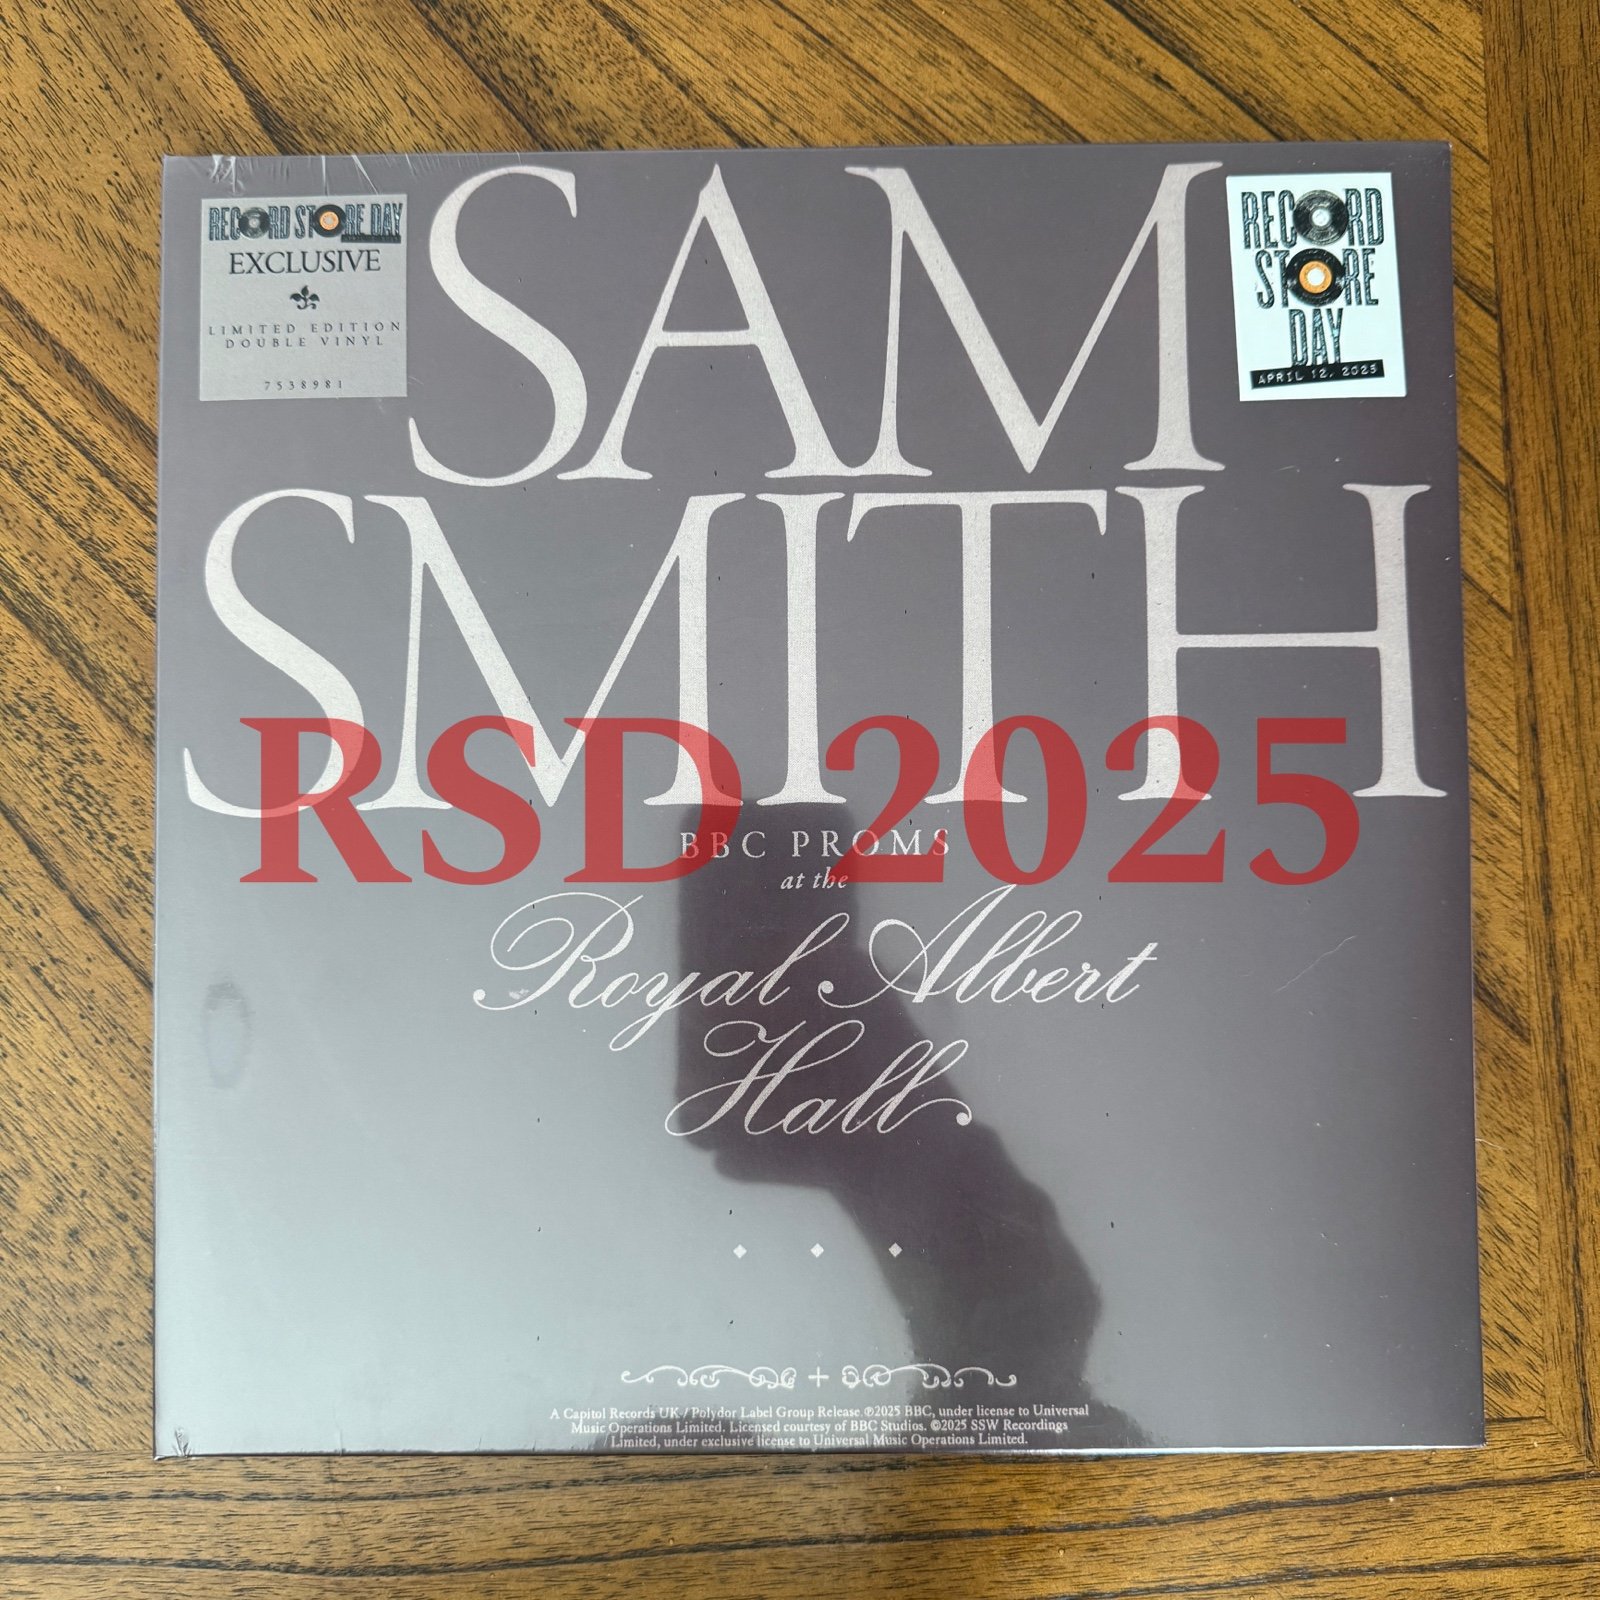 SAM
RECORD STORE DAY
EXCLUSIVE
LIMITED EDITION
DOUBLE VINYL
7538981
RECORD
STORE
DAY
APRIL 12, 2025
SMITH
RSD 2025
BBC PROMS
at the
Royal Albert
Hall
A Capitol Records UK / Polydor Label Group Release ℗2025 BBC, under license to Universal
Music Operations Limited. Licensed courtesy of BBC Studios. ©2025 SSW Recordings
Limited, under exclusive license to Universal Music Operations Limited.